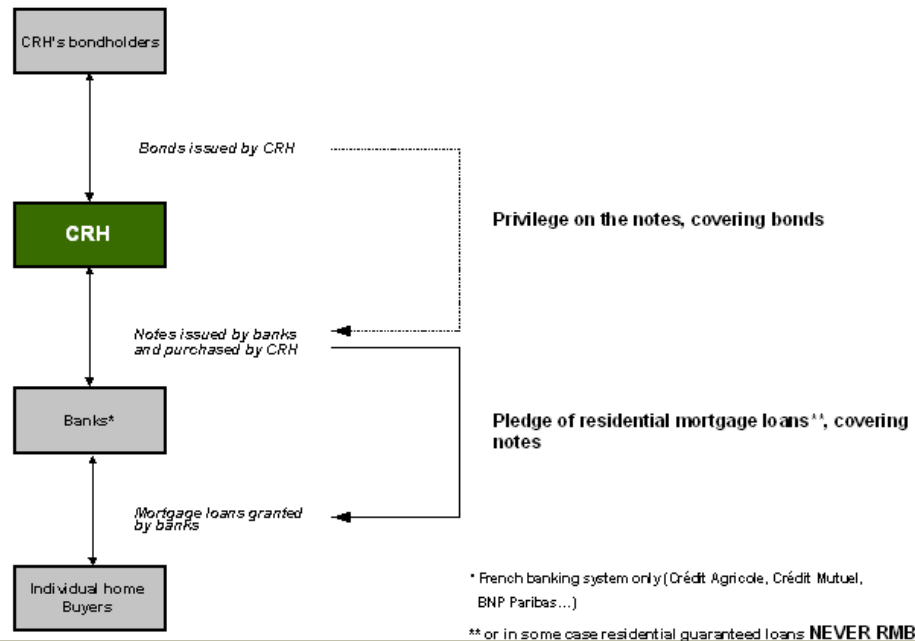 CRH's bondholders
Bonds issued by CRH
Privilege on the notes, covering bonds
CRH
Notes issued by banks
and purchased by CRH
Banks*
Pledge of residential mortgage loans**, covering
notes
Mortgage loans granted
by banks
Individual home
Buyers
* French banking system only (Crédit Agricole, Crédit Mutuel,
BNP Paribas...)
** or in some case residential guaranteed loans NEVER RMB